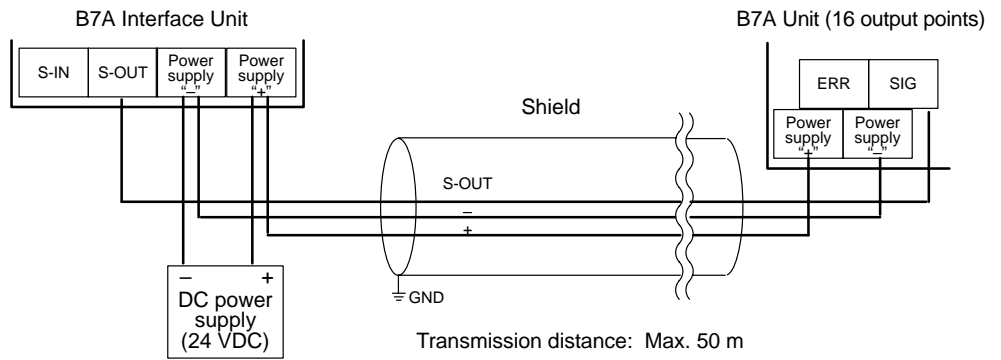 B7A Interface Unit
B7A Unit (16 output points)
S-IN
S-OUT
Power
supply
“–”
Power
supply
“+”
ERR
SIG
Shield
Power
supply
“+”
Power
supply
“–”
S-OUT
–
+
– +
DC power
supply
(24 VDC)
GND
Transmission distance: Max. 50 m